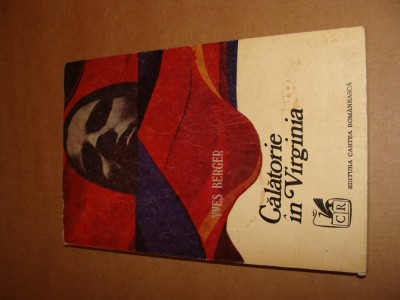 YVES BERGER
Călătorie
în Virginia
EDITURA CARTEA ROMÂNEASCĂ
CR